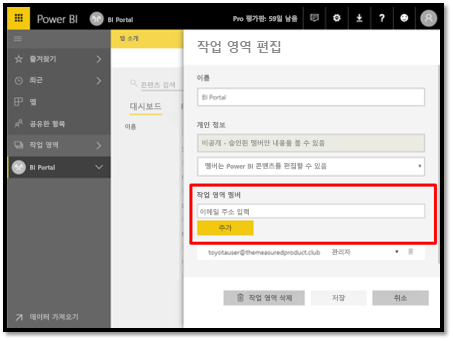 Power BI
BI Portal
Pro 평가판: 59일 남음
?
즐겨찾기
최근
앱
공유한 항목
작업 영역
BI Portal
데이터 가져오기
앱 소개
콘텐츠 검색
대시보드
이름
작업 영역 편집
이름
BI Portal
개인 정보
비공개 - 승인된 멤버만 내용을 볼 수 있음
멤버는 Power BI 콘텐츠를 편집할 수 있음
작업 영역 멤버
이메일 주소 입력
추가
toyotauser@themeasuredproduct.club 관리자
작업 영역 삭제 저장 취소